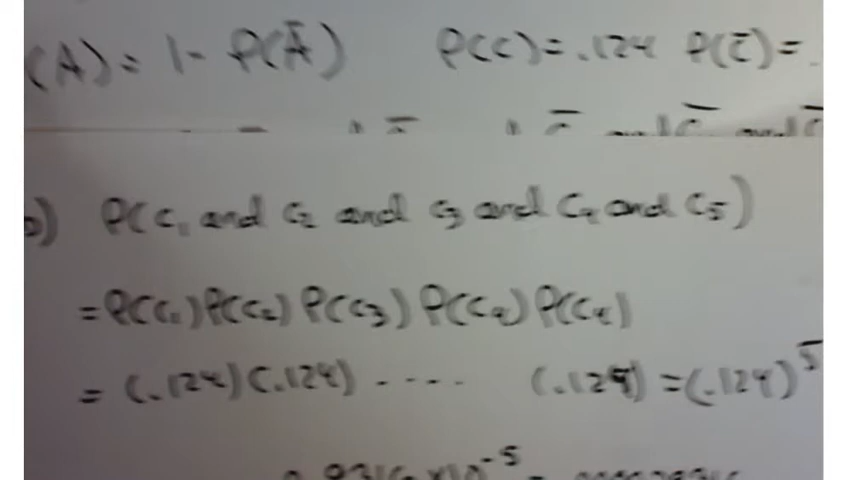 (A) = 1 - P(Ā) P(C) = .124 P(C̄) = .
P(C₁ and C₂ and C₃ and C₄ and C₅)
= P(C₁) P(C₂) P(C₃) P(C₄) P(C₅)
= (.124)(.124) .... (.124) = (.124)⁵